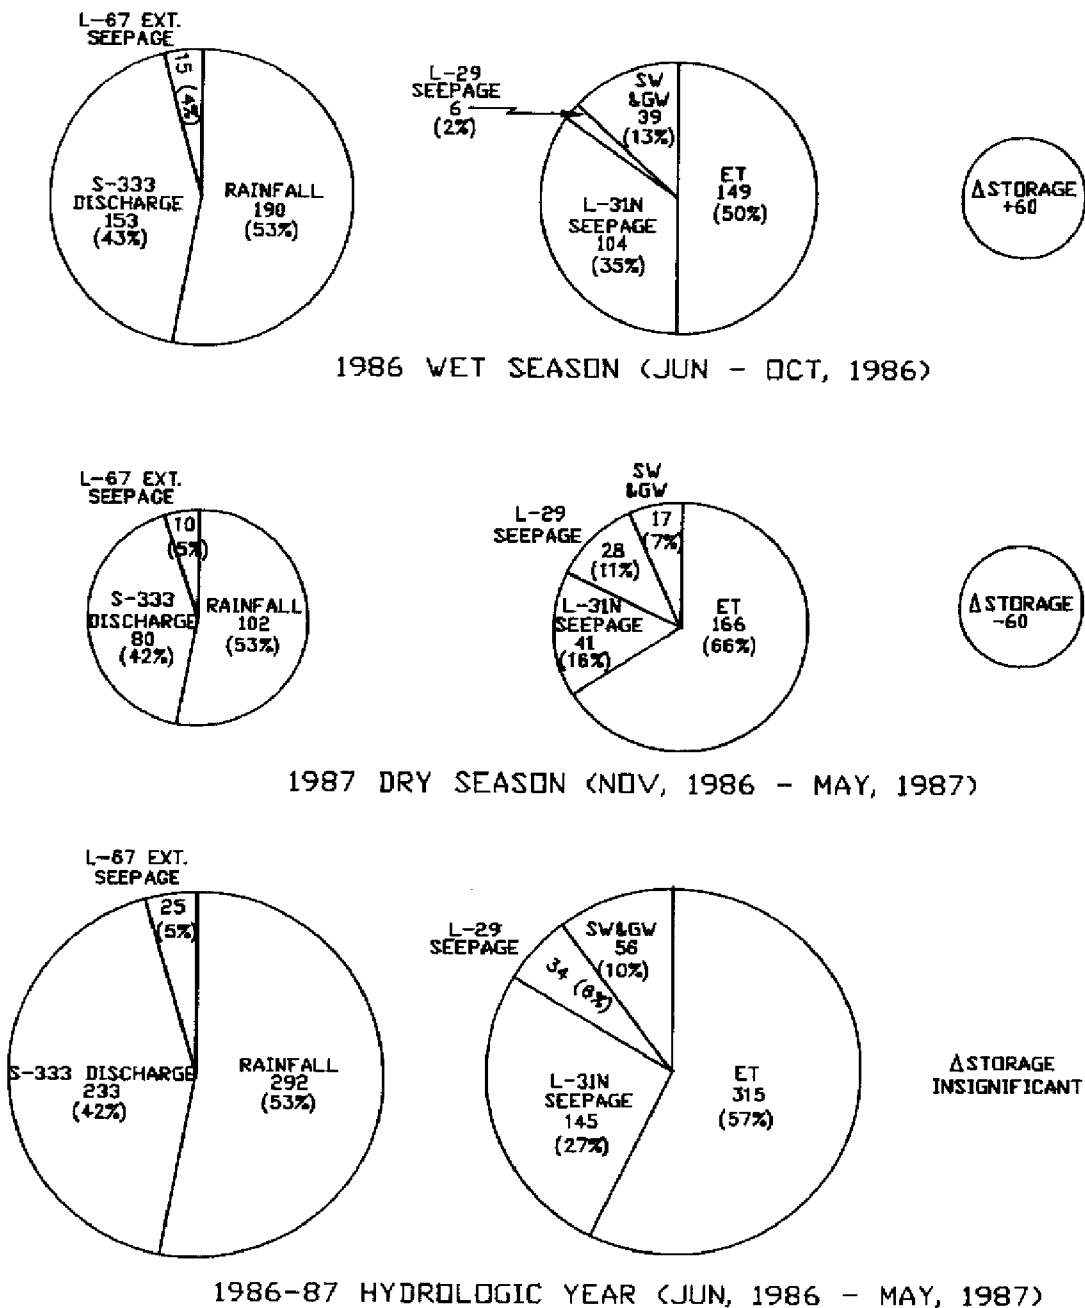 L-67 EXT.
SEEPAGE
15
(4%)
S-333
DISCHARGE
153
(43%)
RAINFALL
190
(53%)
L-29
SEEPAGE
6
(2%)
SW
&GW
39
(13%)
L-31N
SEEPAGE
104
(35%)
ET
149
(50%)
ΔSTORAGE
+60
1986 WET SEASON (JUN - OCT, 1986)
L-67 EXT.
SEEPAGE
10
(5%)
S-333
DISCHARGE
80
(42%)
RAINFALL
102
(53%)
SW
&GW
17
(7%)
L-29
SEEPAGE
28
(11%)
L-31N
SEEPAGE
41
(16%)
ET
166
(66%)
ΔSTORAGE
-60
1987 DRY SEASON (NOV, 1986 - MAY, 1987)
L-67 EXT.
SEEPAGE
25
(5%)
S-333 DISCHARGE
233
(42%)
RAINFALL
292
(53%)
L-29
SEEPAGE
34 (6%)
SW&GW
56
(10%)
L-31N
SEEPAGE
145
(27%)
ET
315
(57%)
ΔSTORAGE
INSIGNIFICANT
1986-87 HYDROLOGIC YEAR (JUN, 1986 - MAY, 1987)